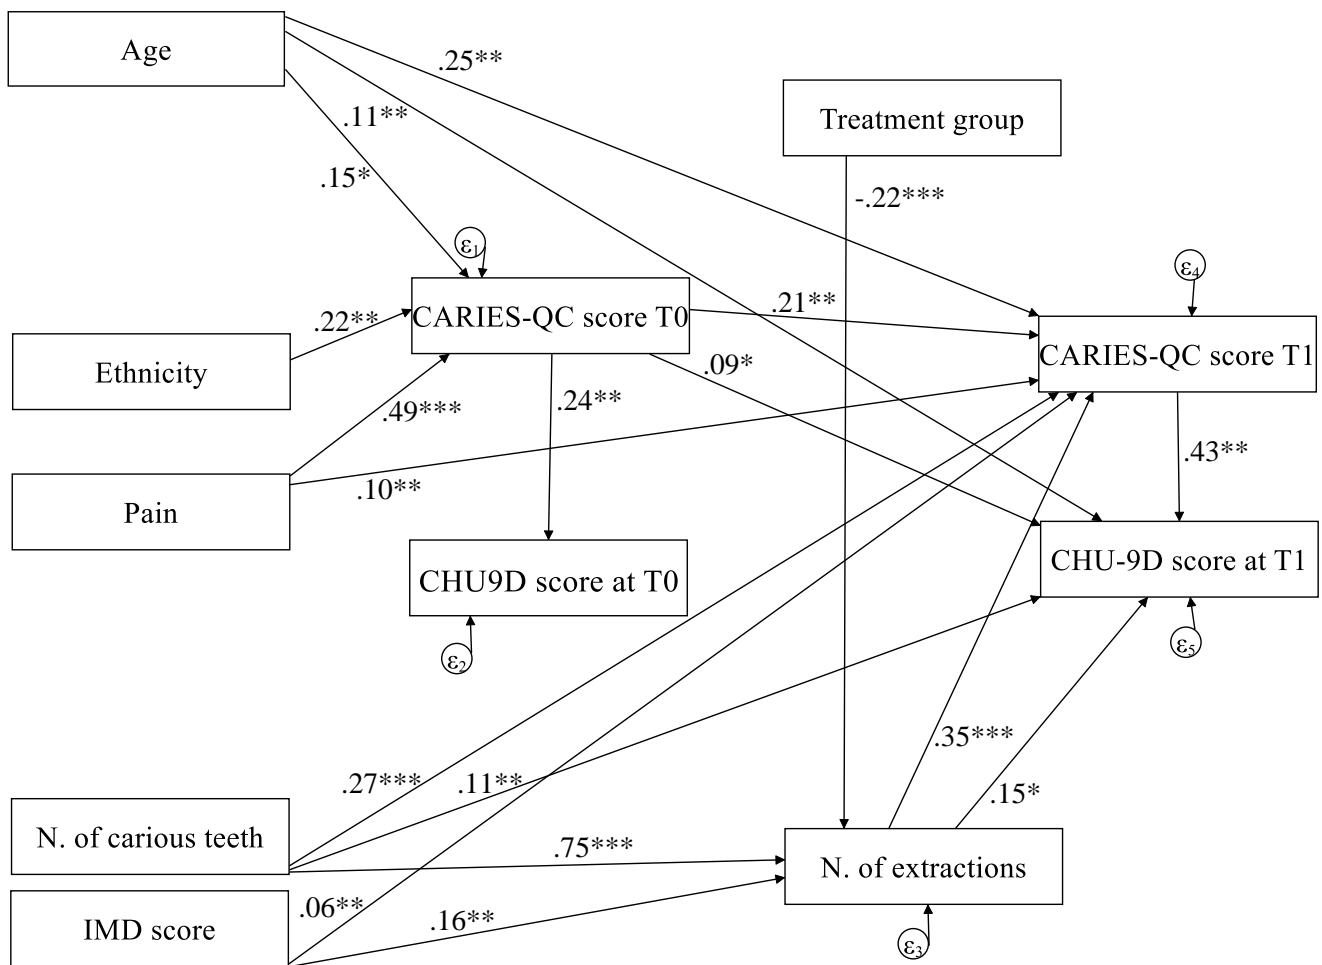 Age
.25**
.11**
Treatment group
.15*
-.22***
ε1
ε4
.21**
.22**
CARIES-QC score T0
CARIES-QC score T1
Ethnicity
.09*
.24**
.49***
.43**
.10**
Pain
CHU9D score at T0
CHU-9D score at T1
ε2
ε5
.35***
.27***
.11**
.15*
N. of carious teeth
.75***
N. of extractions
.06**
.16**
IMD score
ε3